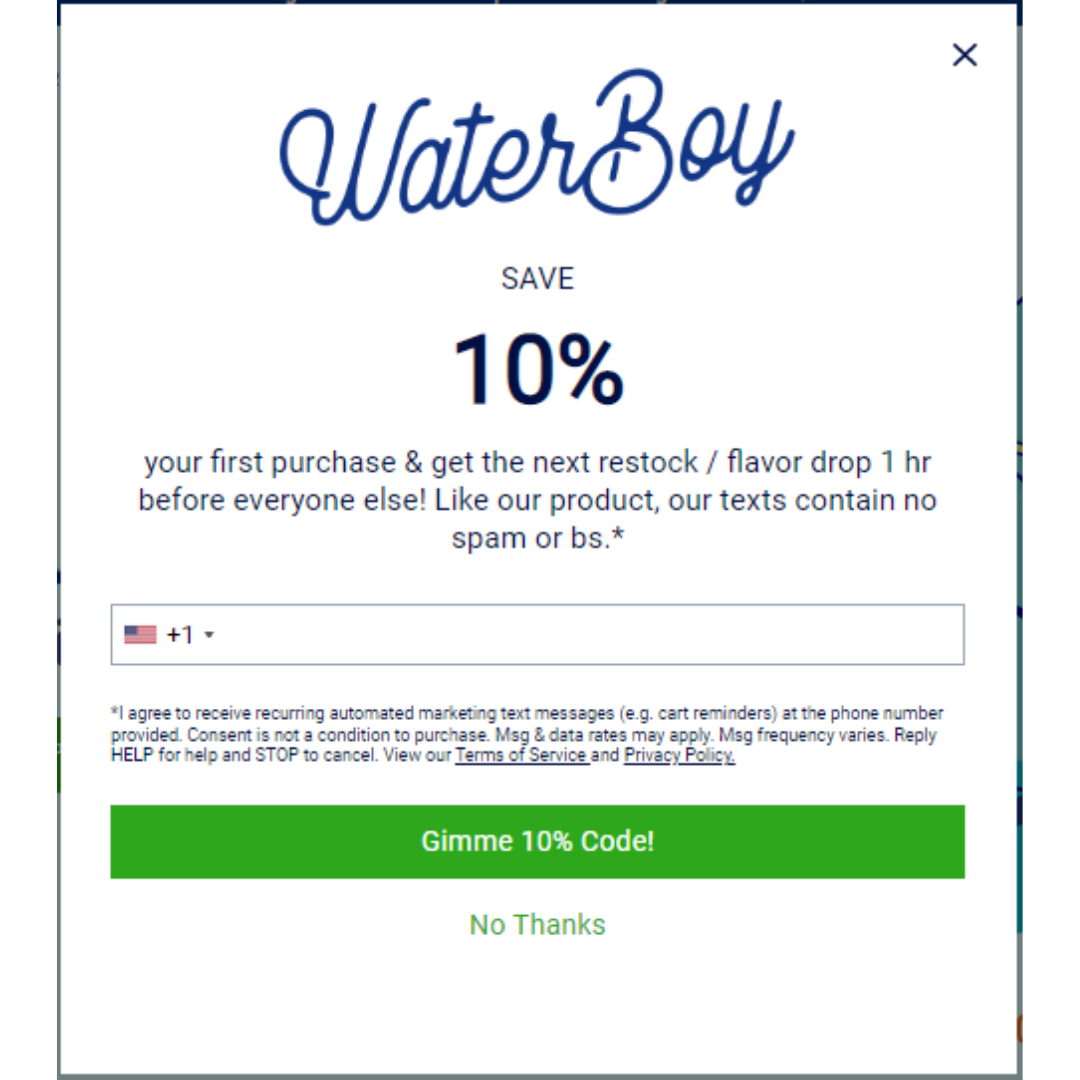 WaterBoy
SAVE
10%
your first purchase & get the next restock / flavor drop 1 hr
before everyone else! Like our product, our texts contain no
spam or bs.*
+1
*I agree to receive recurring automated marketing text messages (e.g. cart reminders) at the phone number
provided. Consent is not a condition to purchase. Msg & data rates may apply. Msg frequency varies. Reply
HELP for help and STOP to cancel. View our Terms of Service and Privacy Policy.
Gimme 10% Code!
No Thanks